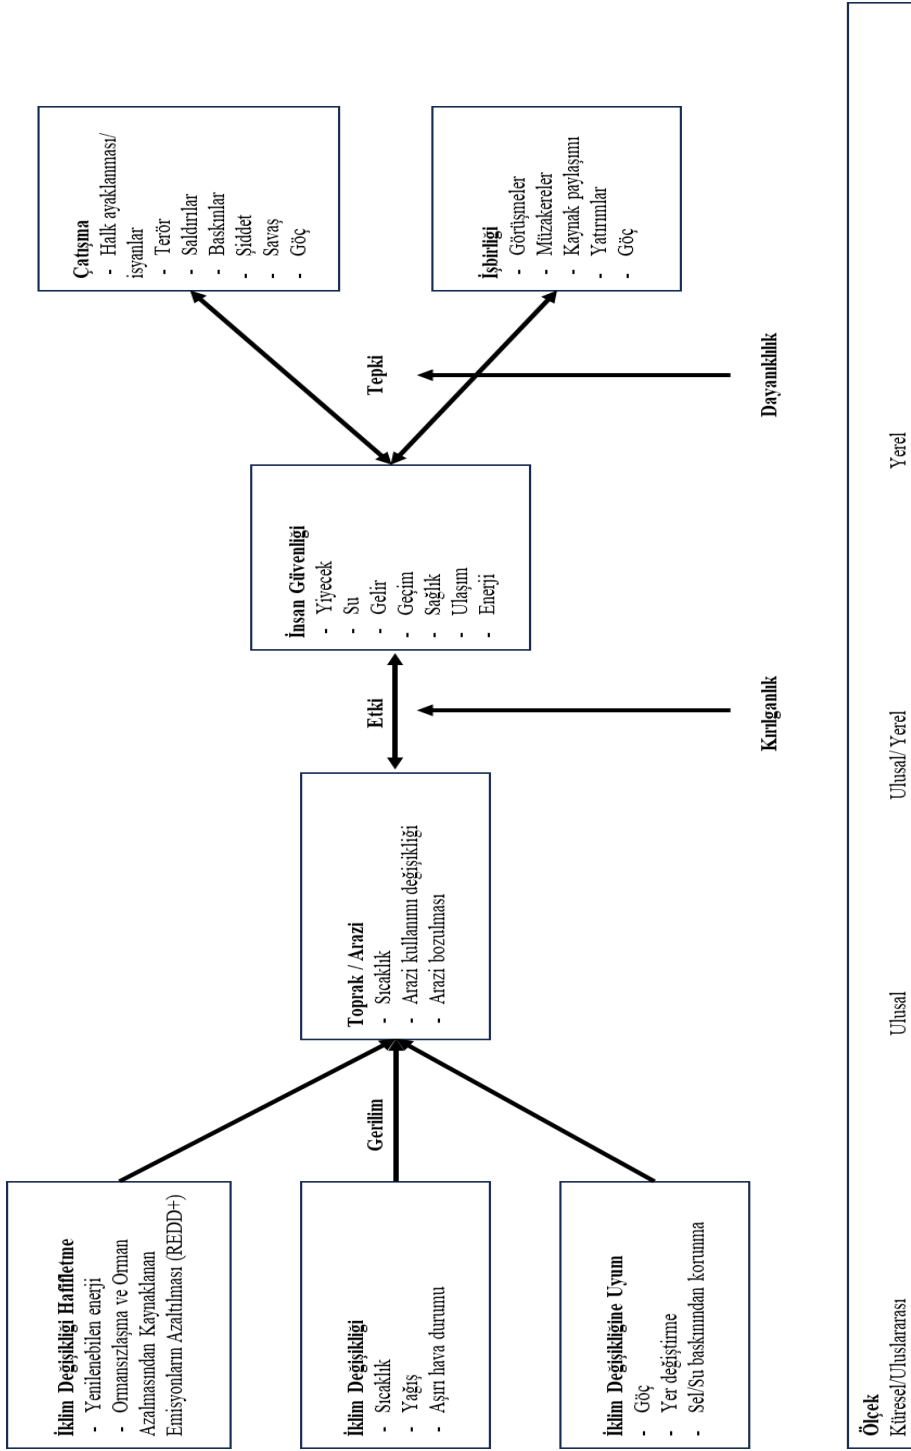 İklim Değişikliği Hafifletme
- Yenilenebilen enerji
- Ormansızlaşma ve Orman
Azalmasından Kaynaklanan
Emisyonların Azaltılması (REDD+)
İklim Değişikliği
- Sıcaklık
- Yağış
- Aşırı hava durumu
İklim Değişikliğine Uyum
- Göç
- Yer değiştirme
- Sel/Su baskınından korunma
Gerilim
Toprak / Arazi
- Sıcaklık
- Arazi kullanımı değişikliği
- Arazi bozulması
Etki
Kırılganlık
İnsan Güvenliği
- Yiyecek
- Su
- Gelir
- Geçim
- Sağlık
- Ulaşım
- Enerji
Tepki
Dayanıklılık
Çatışma
- Halk ayaklanması/
isyanlar
- Terör
- Saldırılar
- Baskınlar
- Şiddet
- Savaş
- Göç
İşbirliği
- Görüşmeler
- Müzakereler
- Kaynak paylaşımı
- Yatırımlar
- Göç
Ölçek
Küresel/Uluslararası
Ulusal
Ulusal/ Yerel
Yerel